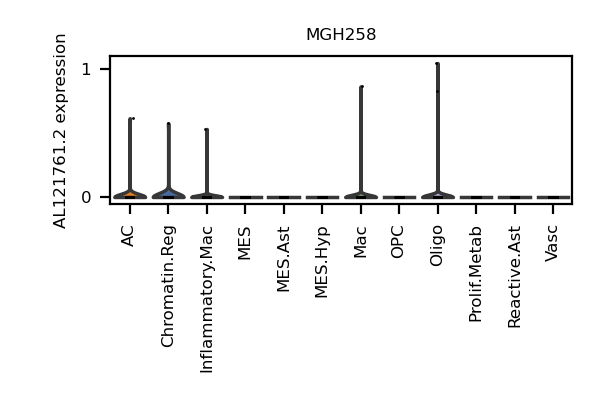 MGH258
AL121761.2 expression
1
0
AC
Chromatin.Reg
Inflammatory.Mac
MES
MES.Ast
MES.Hyp
Mac
OPC
Oligo
Prolif.Metab
Reactive.Ast
Vasc